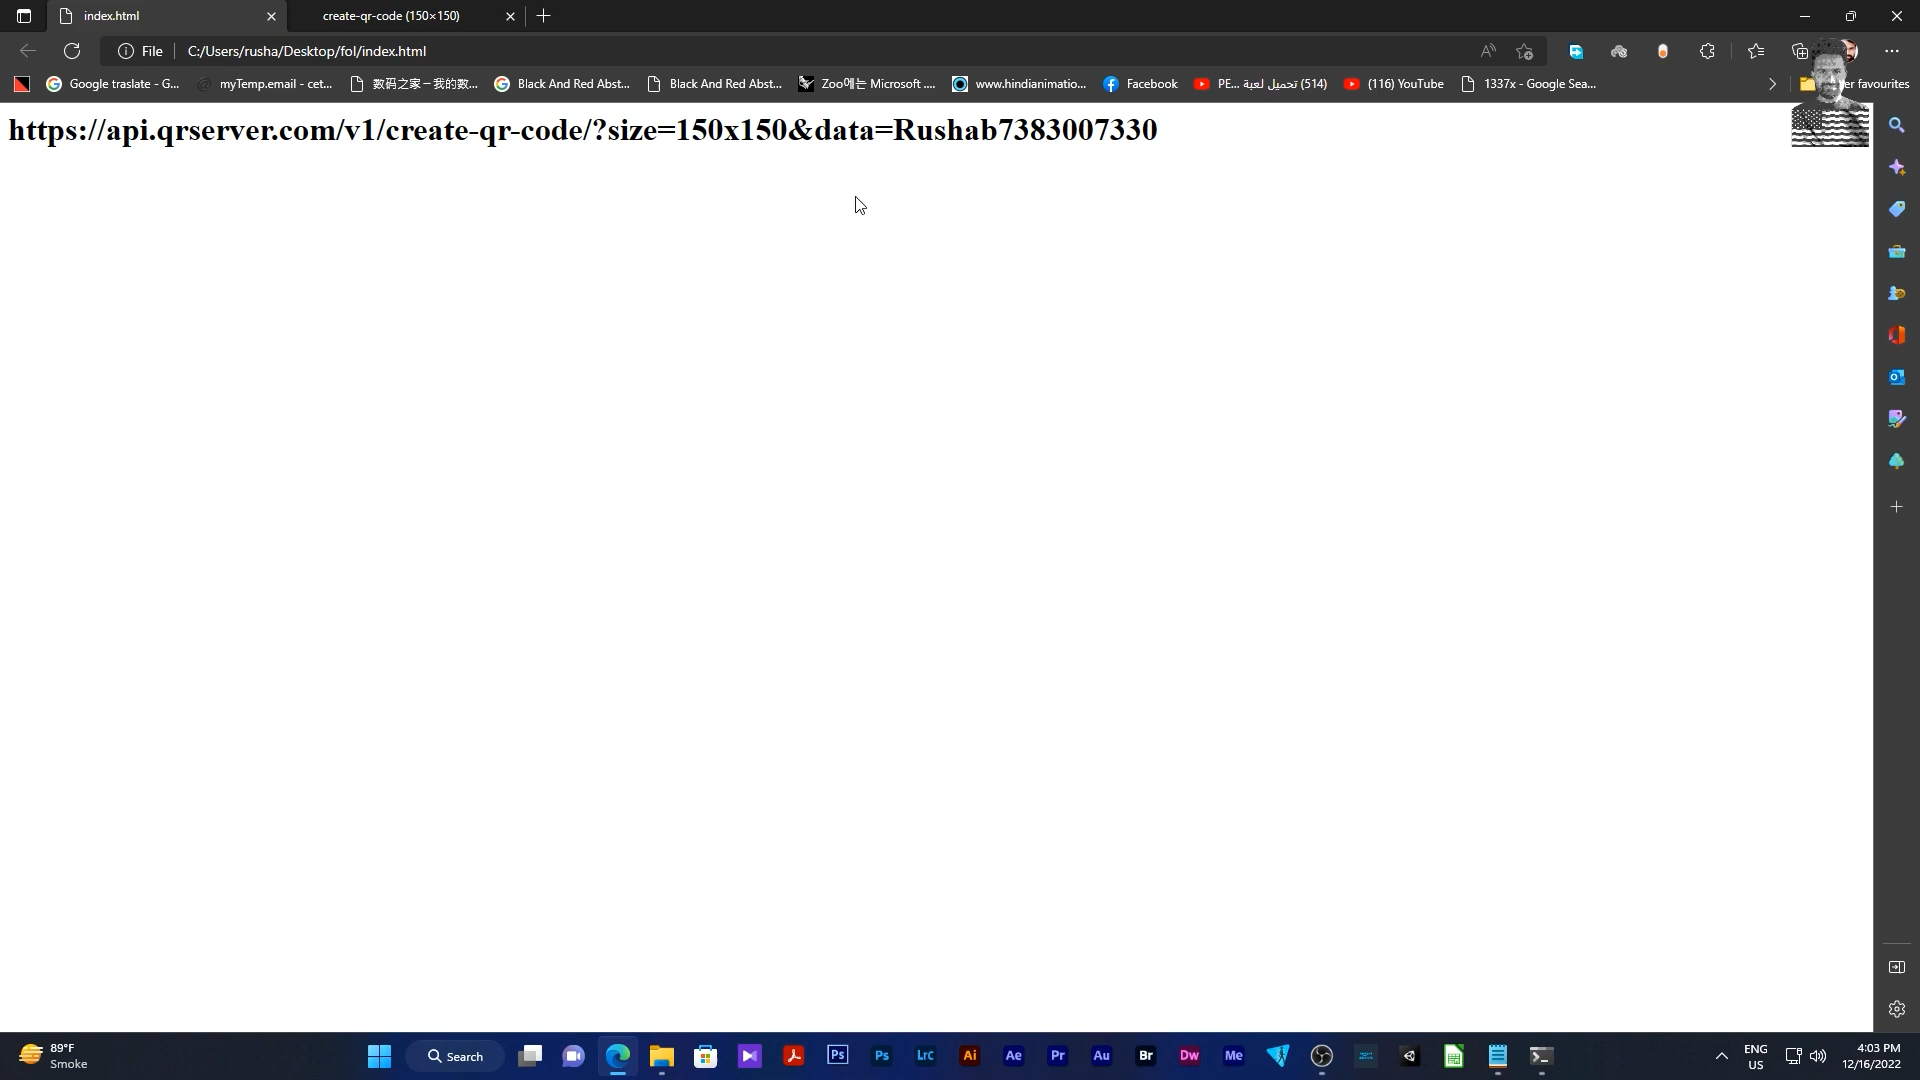 index.html
create-qr-code (150×150)
File
C:/Users/rusha/Desktop/fol/index.html
Google traslate - G...
myTemp.email - cet...
数码之家 – 我的数...
Black And Red Abst...
Black And Red Abst...
Zoo에는 Microsoft ....
www.hindianimatio...
Facebook
PE... تحميل لعبة (514)
(116) YouTube
1337x - Google Sea...
er favourites
https://api.qrserver.com/v1/create-qr-code/?size=150x150&data=Rushab7383007330
89°F
Smoke
Search
Ps
Ps
LrC
Ai
Ae
Pr
Au
Br
Dw
Me
ENG
US
4:03 PM
12/16/2022